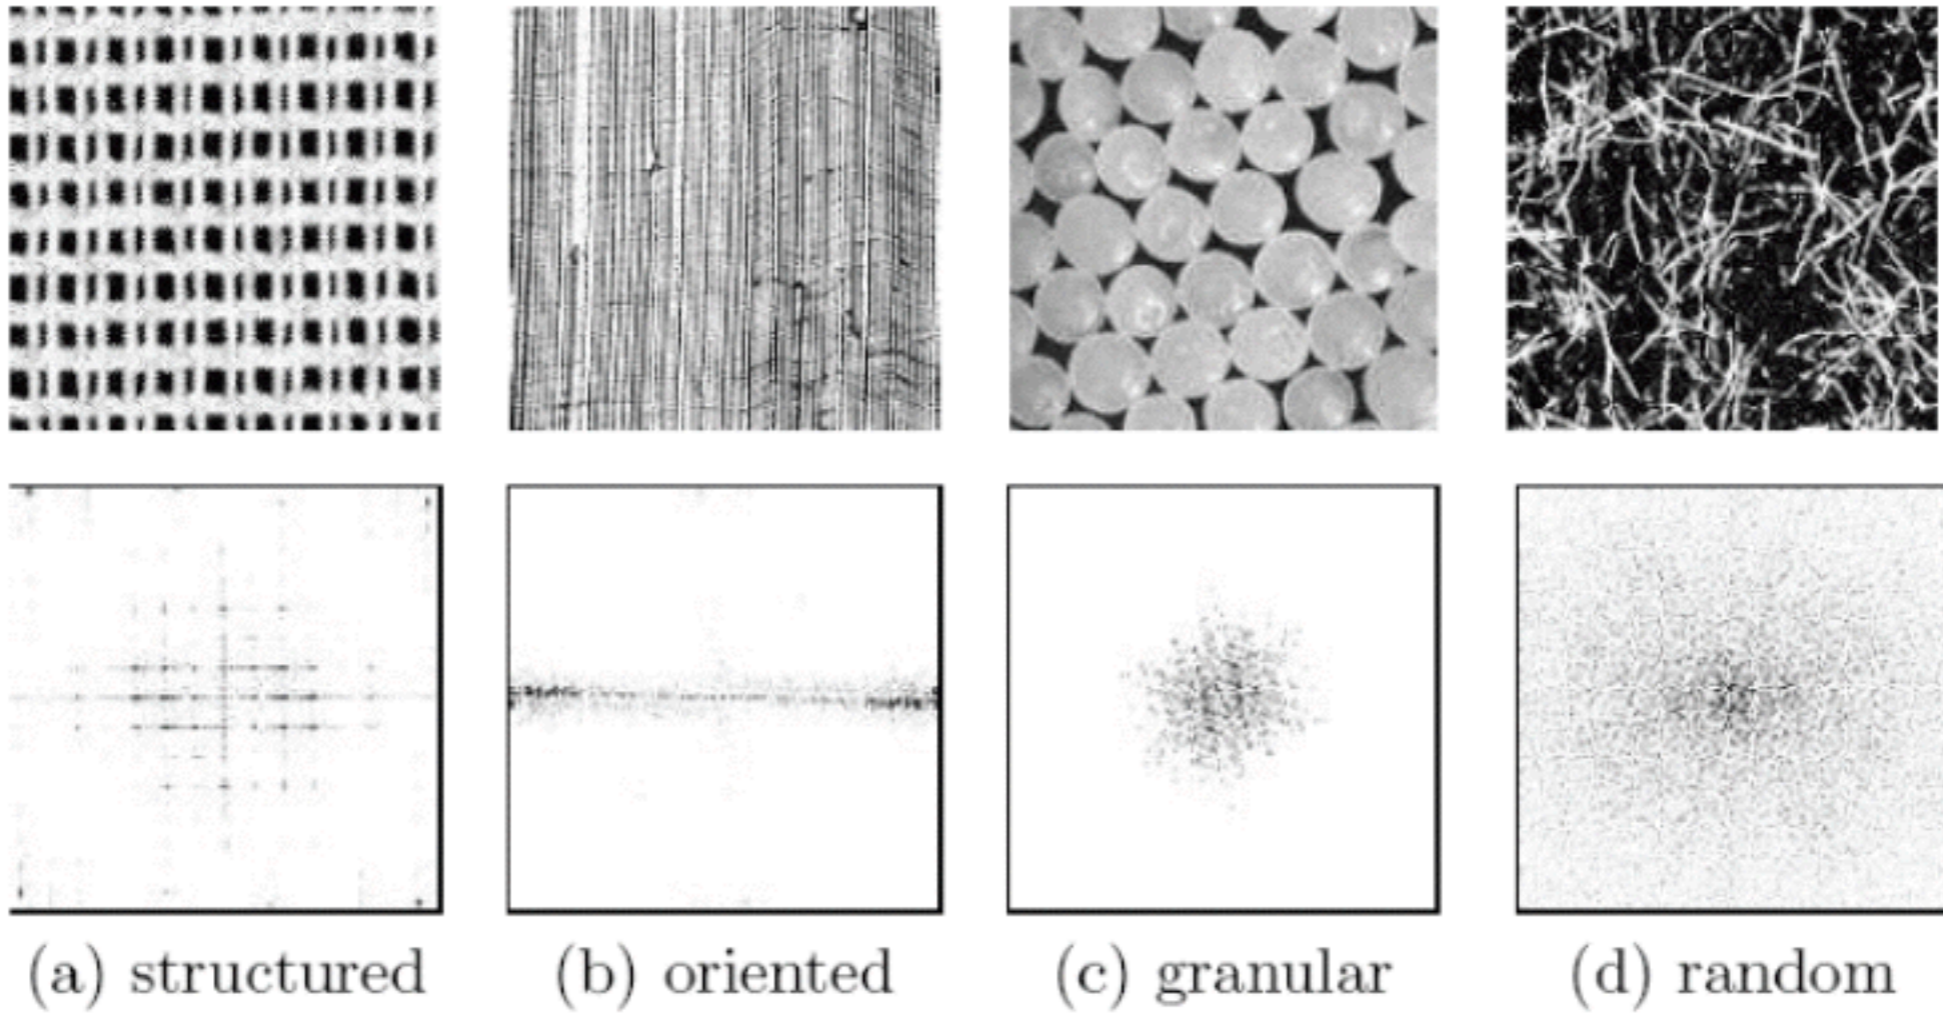 (a) structured
(b) oriented
(c) granular
(d) random